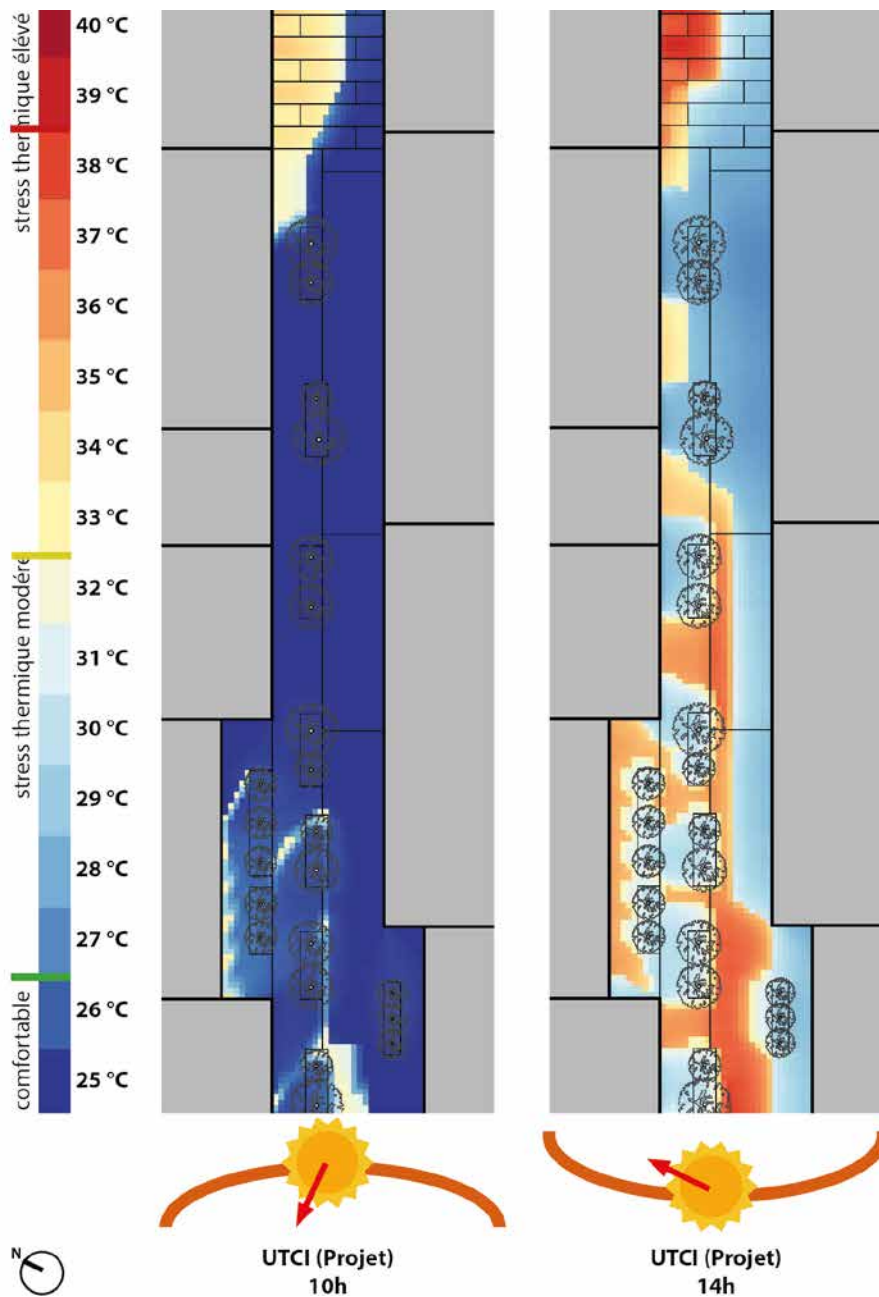 40 °C
39 °C
38 °C
37 °C
36 °C
35 °C
34 °C
33 °C
32 °C
31 °C
30 °C
29 °C
28 °C
27 °C
26 °C
25 °C
stress thermique élévé
stress thermique modéré
comfortable
N
UTCI (Projet)
10h
UTCI (Projet)
14h